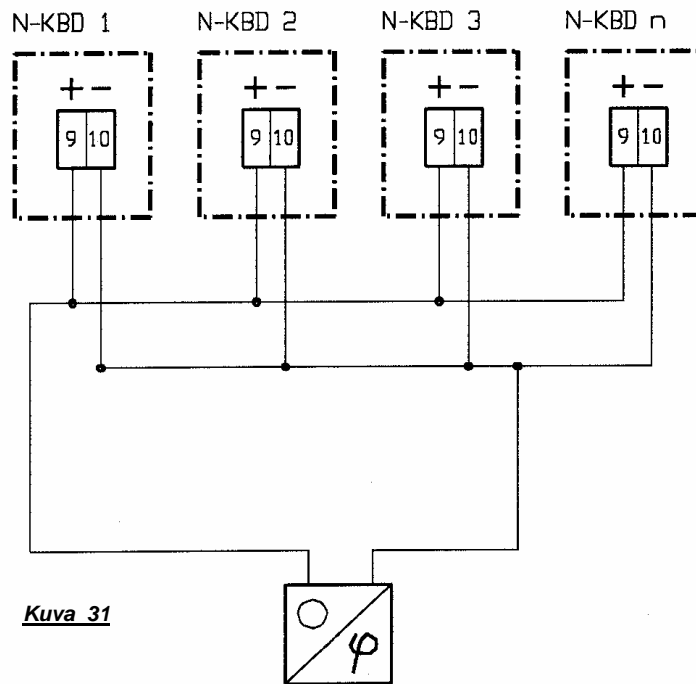 N-KBD 1 N-KBD 2 N-KBD 3 N-KBD n
+ - + - + - + -
9 10 9 10 9 10 9 10
Kuva 31
φ